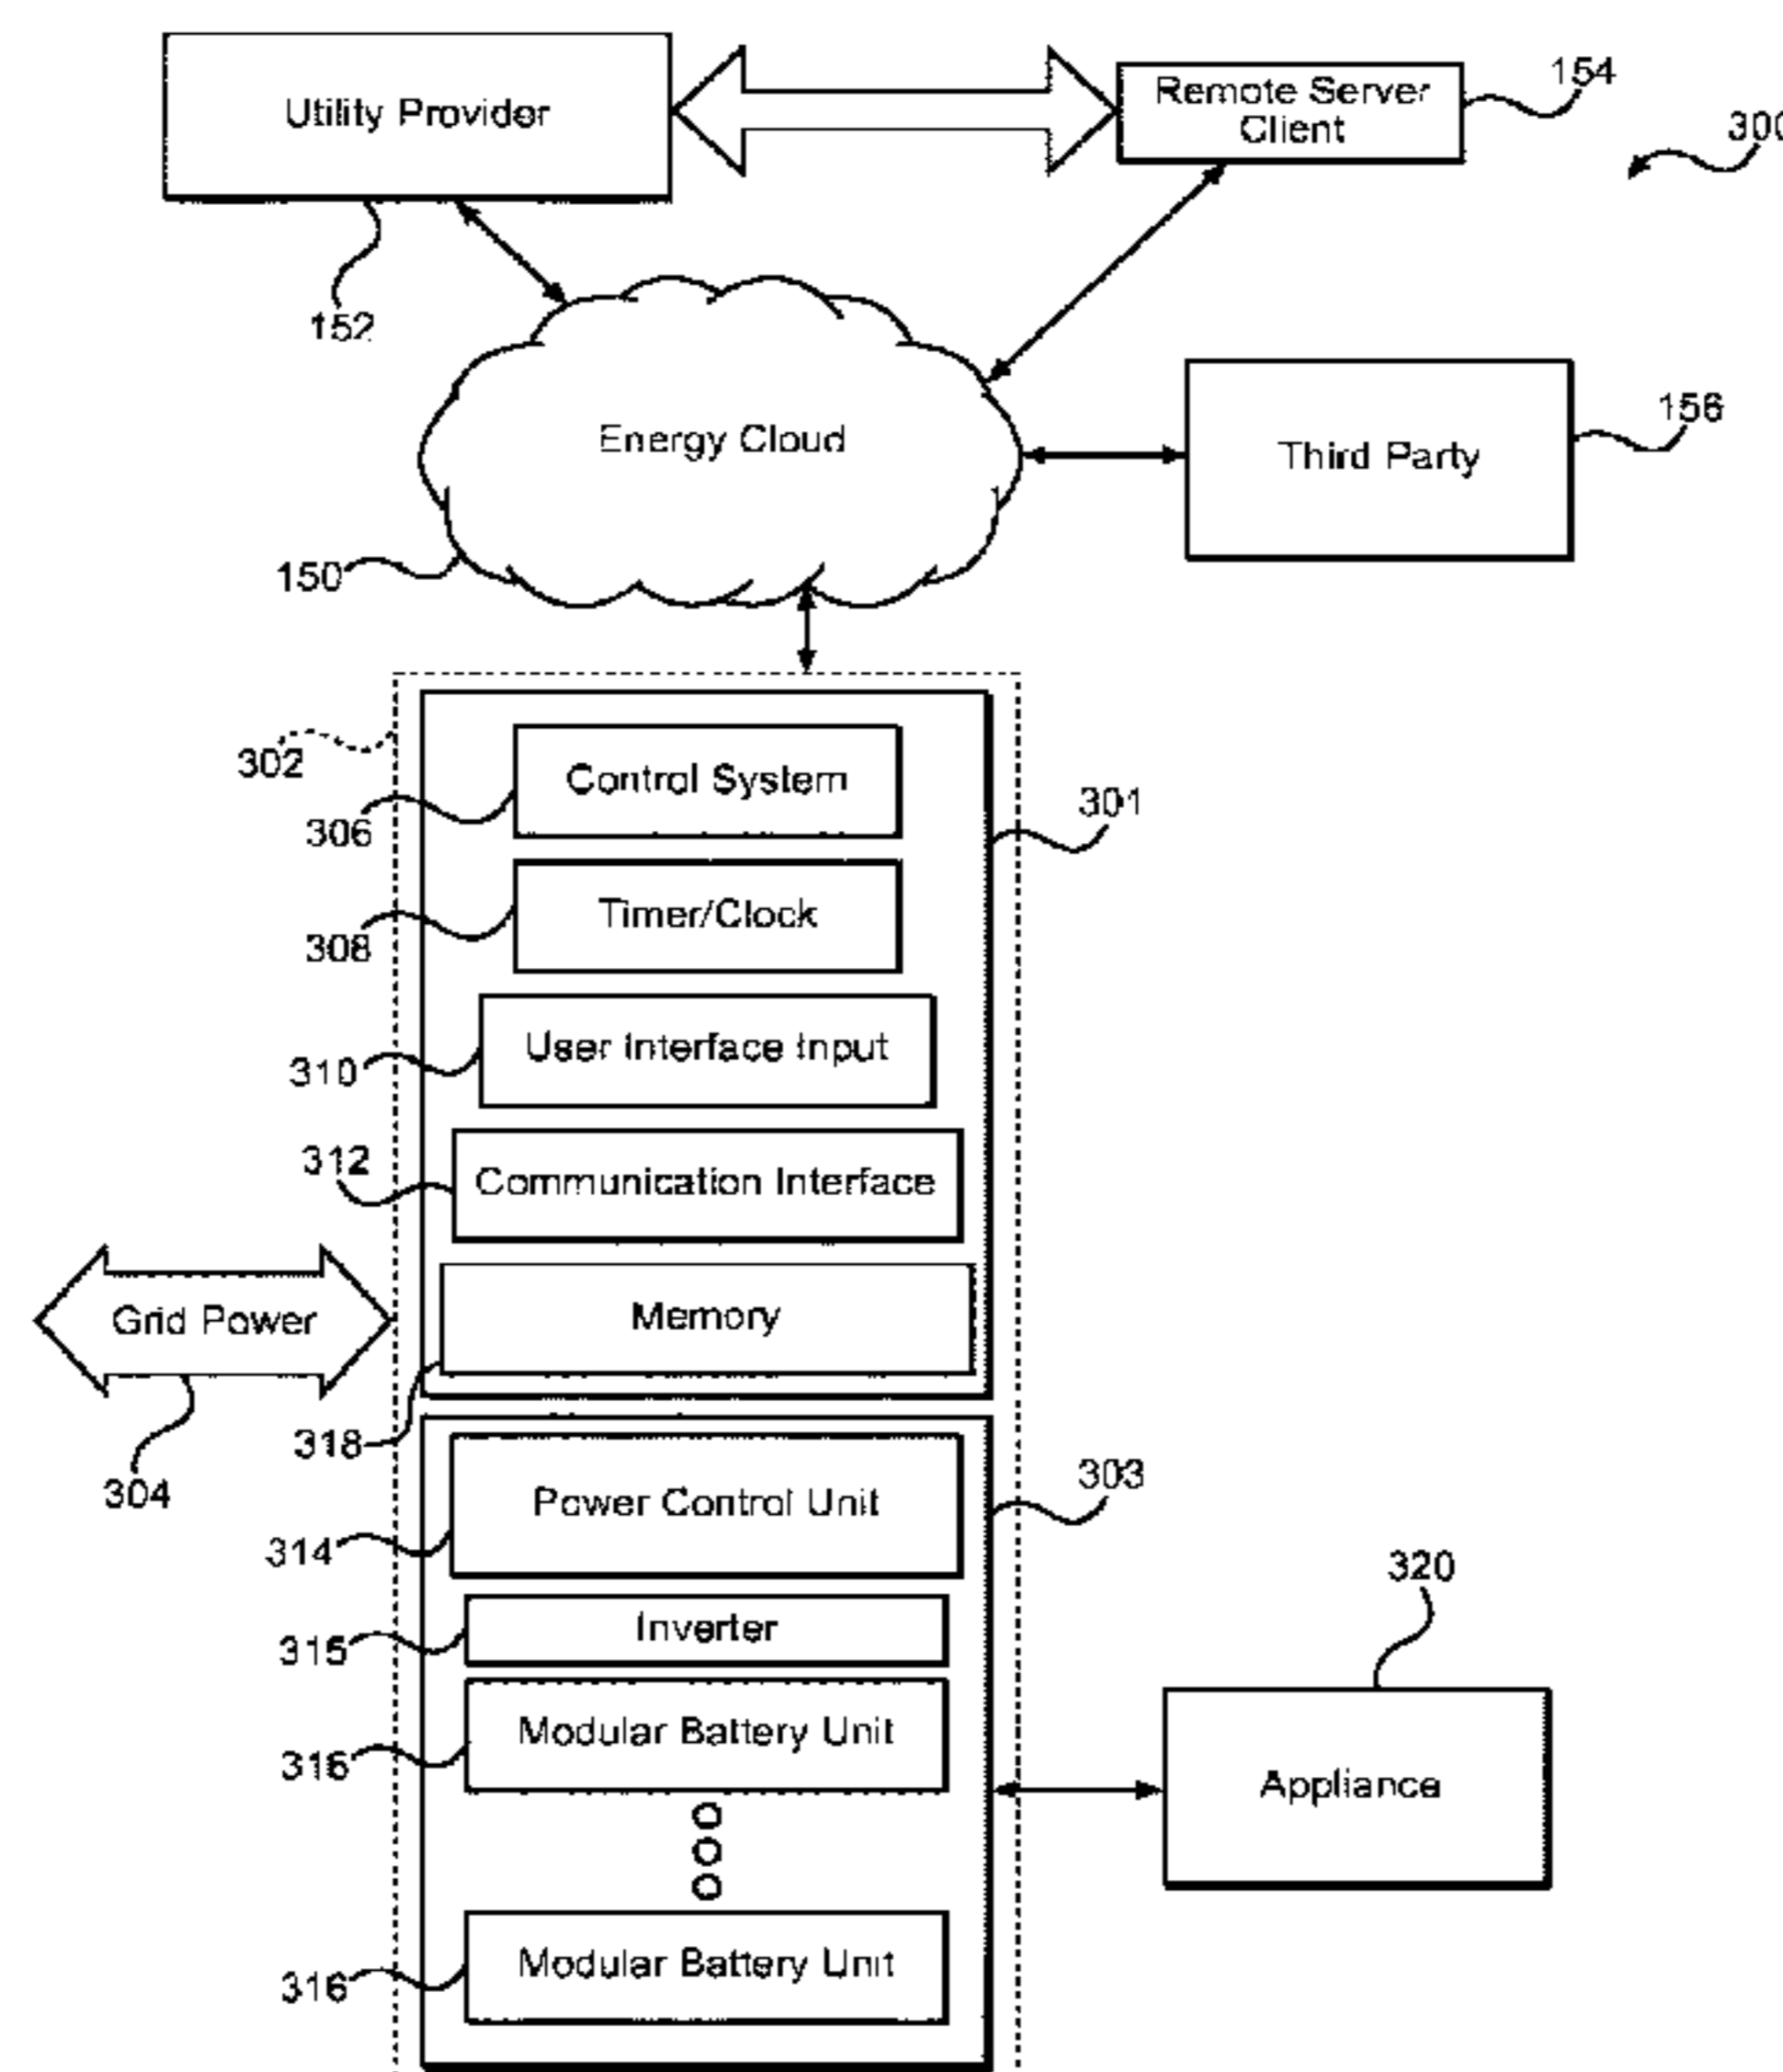 Utility Provider
Remote Server
Client
154
300
152
Energy Cloud
Third Party
156
150
302
Control System
306
301
Timer/Clock
308
User Interface Input
310
312
Communication Interface
Grid Power
Memory
318
304
Power Control Unit
303
314
Inverter
315
320
Modular Battery Unit
316
Appliance
Modular Battery Unit
316